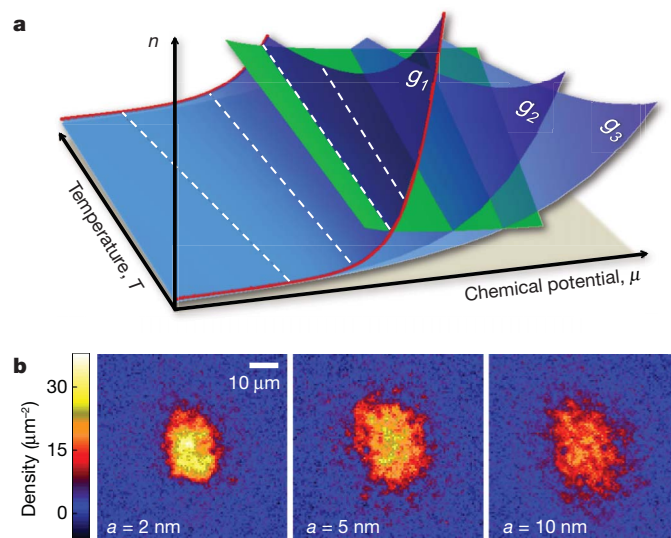 a
n
g₁
g₂
g₃
Temperature, T
Chemical potential, μ
b
Density (μm⁻²)
30
15
0
10 μm
a = 2 nm
a = 5 nm
a = 10 nm